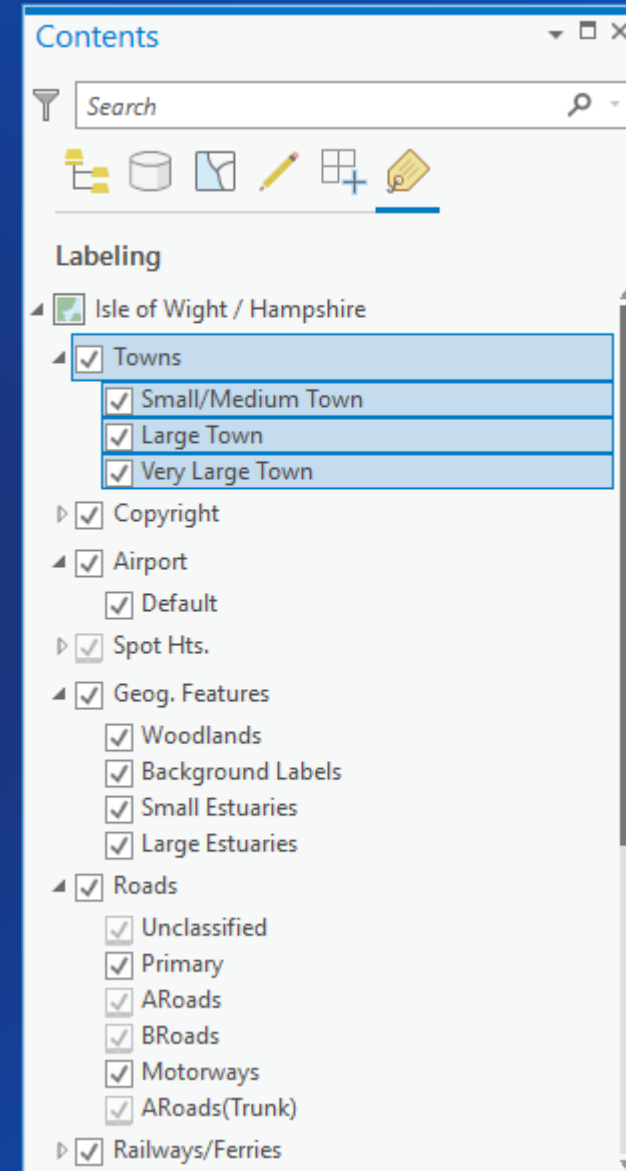 Contents
Search
Labeling
Isle of Wight / Hampshire
Towns
Small/Medium Town
Large Town
Very Large Town
Copyright
Airport
Default
Spot Hts.
Geog. Features
Woodlands
Background Labels
Small Estuaries
Large Estuaries
Roads
Unclassified
Primary
ARoads
BRoads
Motorways
ARoads(Trunk)
Railways/Ferries